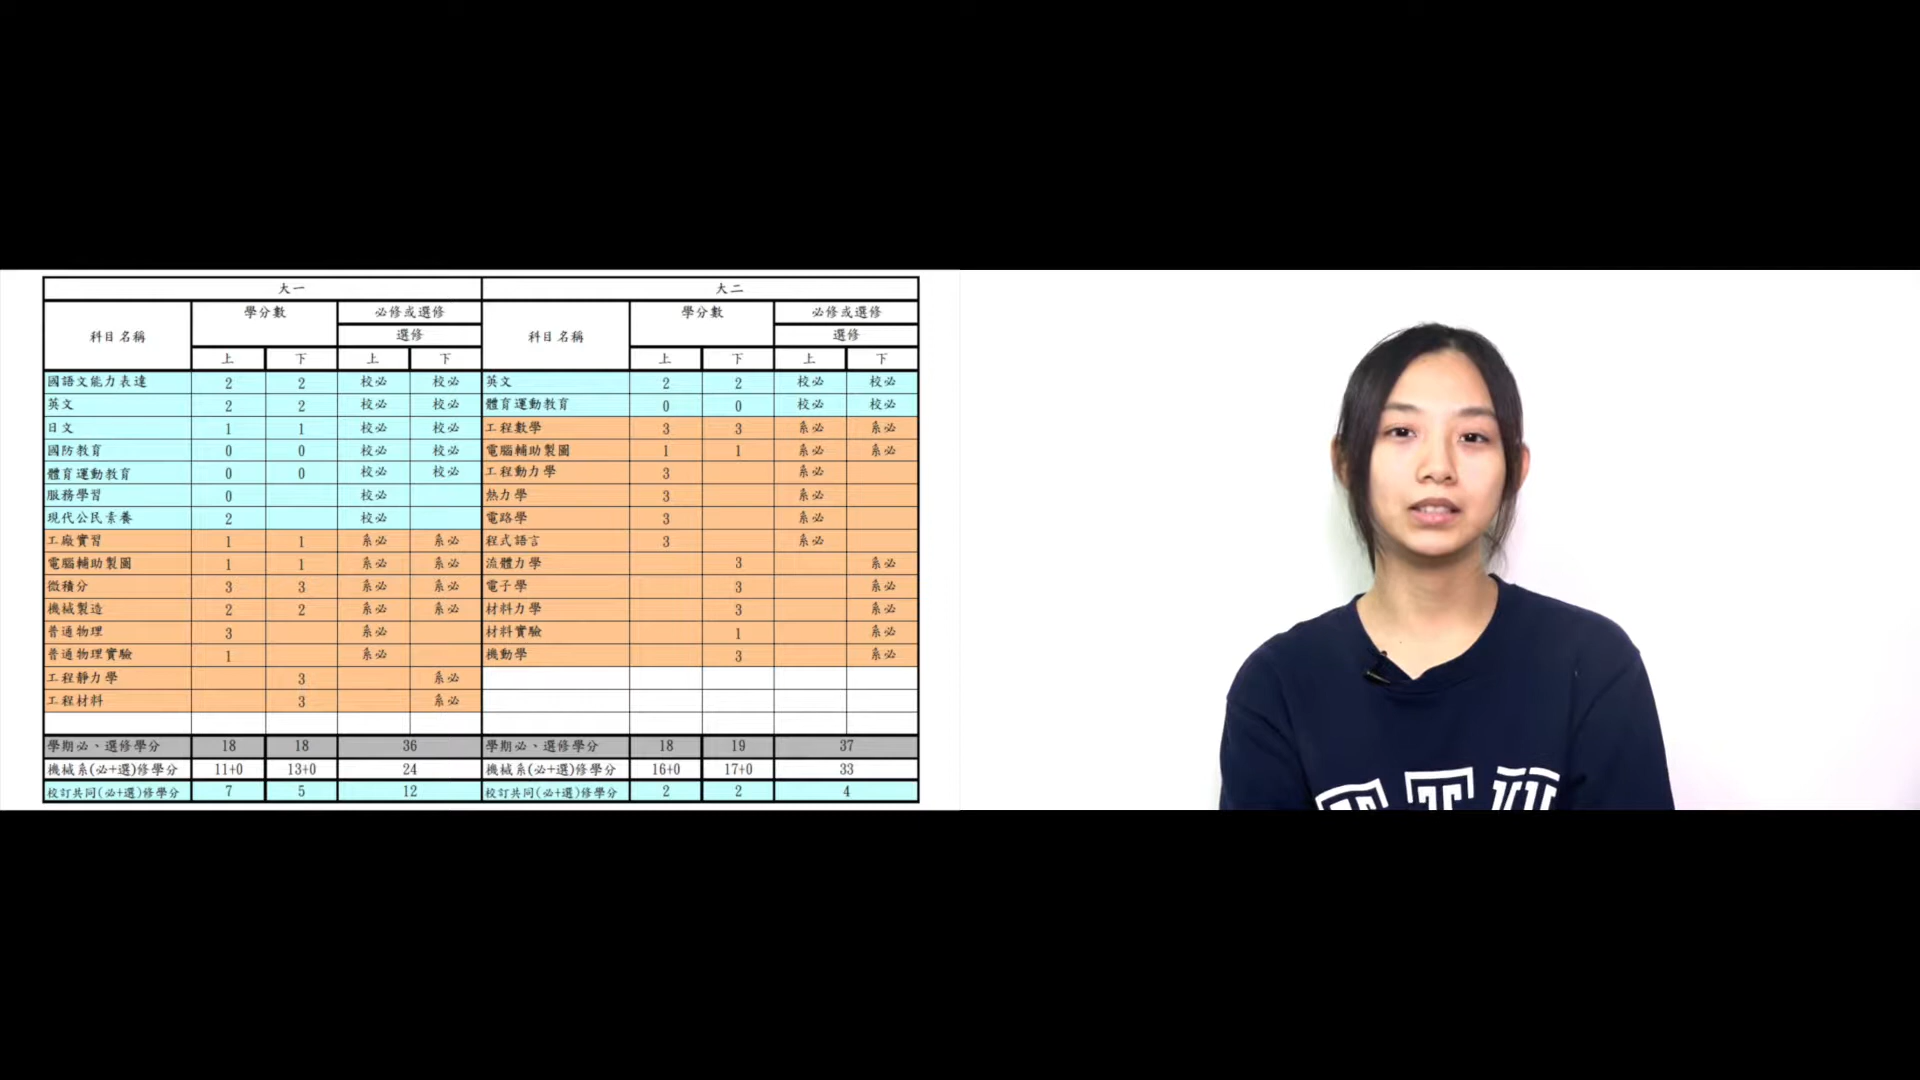 大一 大二
科目名稱 學分數 必修或選修 科目名稱 學分數 必修或選修
選修 選修
上 下 上 下 上 下 上 下
國語文能力表達 2 2 校必 校必 英文 2 2 校必 校必
英文 2 2 校必 校必 體育運動教育 0 0 校必 校必
日文 1 1 校必 校必 工程數學 3 3 系必 系必
國防教育 0 0 校必 校必 電腦輔助製圖 1 1 系必 系必
體育運動教育 0 0 校必 校必 工程動力學 3 系必
服務學習 0 校必 熱力學 3 系必
現代公民素養 2 校必 電路學 3 系必
工廠實習 1 1 系必 系必 程式語言 3 系必
電腦輔助製圖 1 1 系必 系必 流體力學 3 系必
微積分 3 3 系必 系必 電子學 3 系必
機械製造 2 2 系必 系必 材料力學 3 系必
普通物理 3 系必 材料實驗 1 系必
普通物理實驗 1 系必 機動學 3 系必
工程靜力學 3 系必
工程材料 3 系必
學期必、選修學分 18 18 36 學期必、選修學分 18 19 37
機械系(必+選)修學分 11+0 13+0 24 機械系(必+選)修學分 16+0 17+0 33
校訂共同(必+選)修學分 7 5 12 校訂共同(必+選)修學分 2 2 4